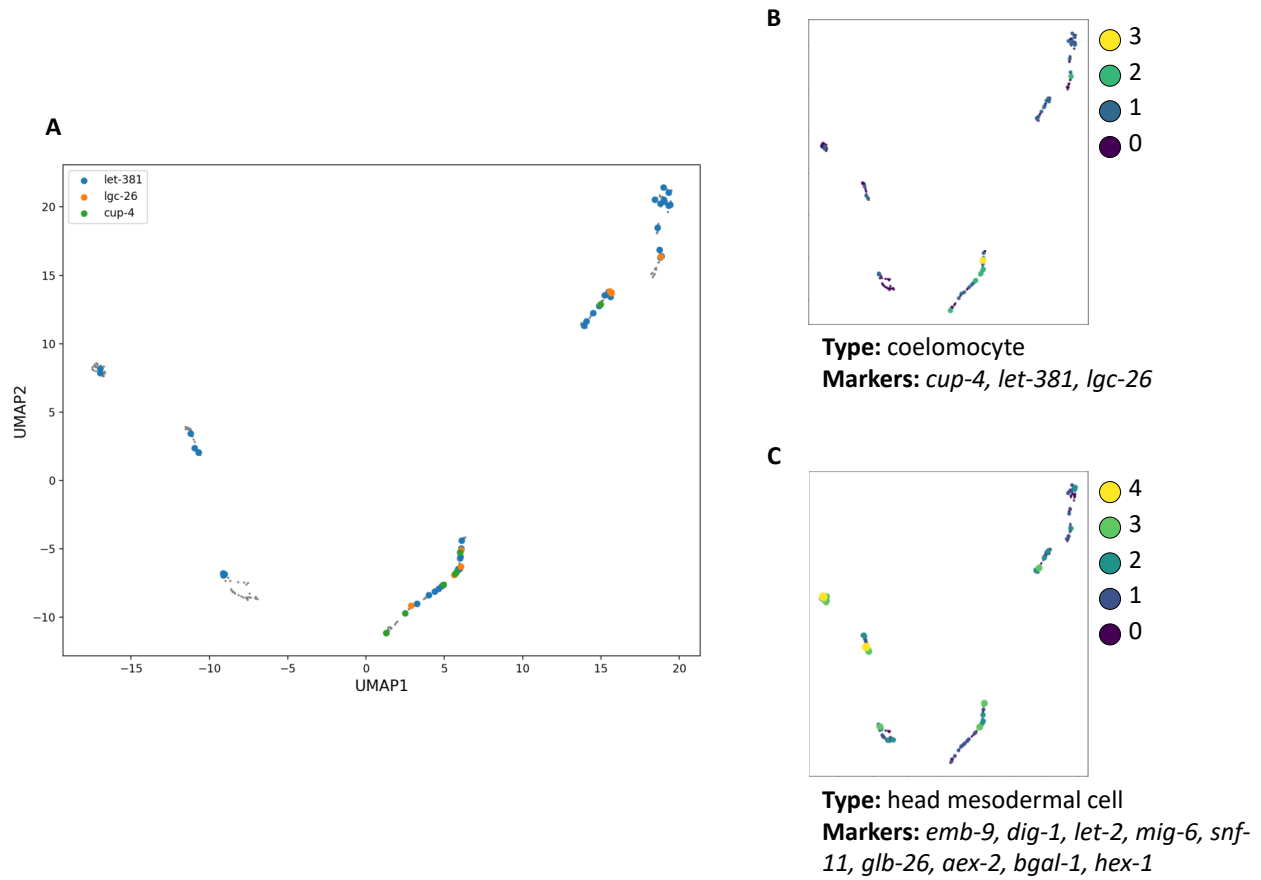 A
let-381
lgc-26
cup-4
20
15
10
5
0
−5
−10
UMAP2
−15
−10
−5
0
5
10
15
20
UMAP1
B
3
2
1
0
Type: coelomocyte
Markers: cup-4, let-381, lgc-26
C
4
3
2
1
0
Type: head mesodermal cell
Markers: emb-9, dig-1, let-2, mig-6, snf-
11, glb-26, aex-2, bgal-1, hex-1